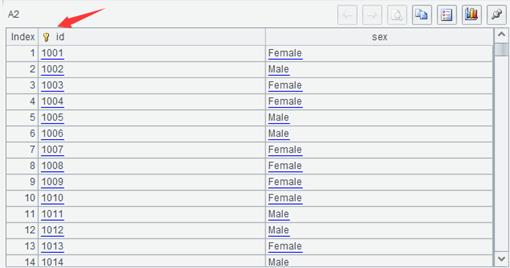 A2
Index id sex
1 1001 Female
2 1002 Male
3 1003 Female
4 1004 Female
5 1005 Male
6 1006 Male
7 1007 Female
8 1008 Female
9 1009 Female
10 1010 Female
11 1011 Male
12 1012 Male
13 1013 Female
14 1014 Male